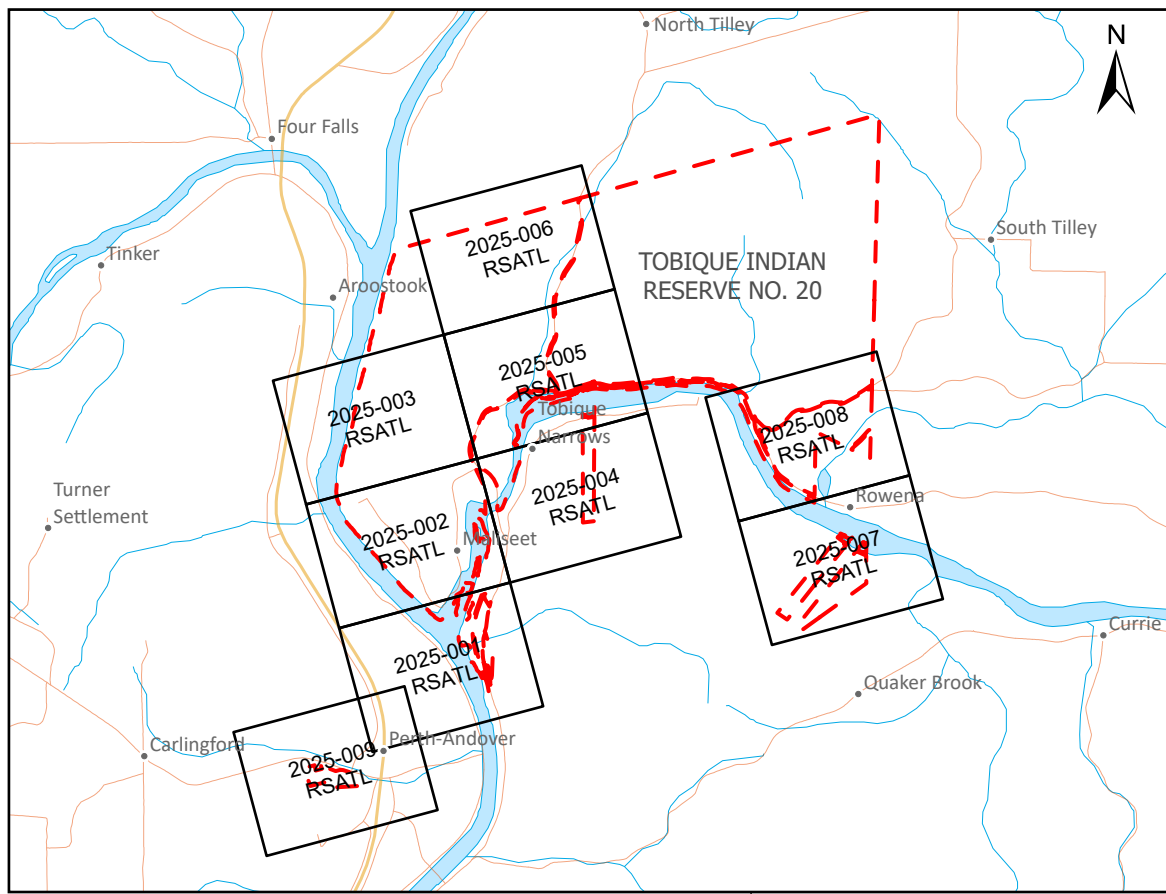 North Tilley
N
Four Falls
South Tilley
2025-006
RSATL
Tinker
TOBIQUE INDIAN
RESERVE NO. 20
Aroostook
2025-005
RSATL
2025-003
RSATL
Tobique
Narrows
2025-008
RSATL
Turner
Settlement
2025-004
RSATL
Rowena
2025-002
RSATL
Maliseet
2025-007
RSATL
Currie
2025-001
RSATL
Quaker Brook
Carlingford
Perth-Andover
2025-009
RSATL